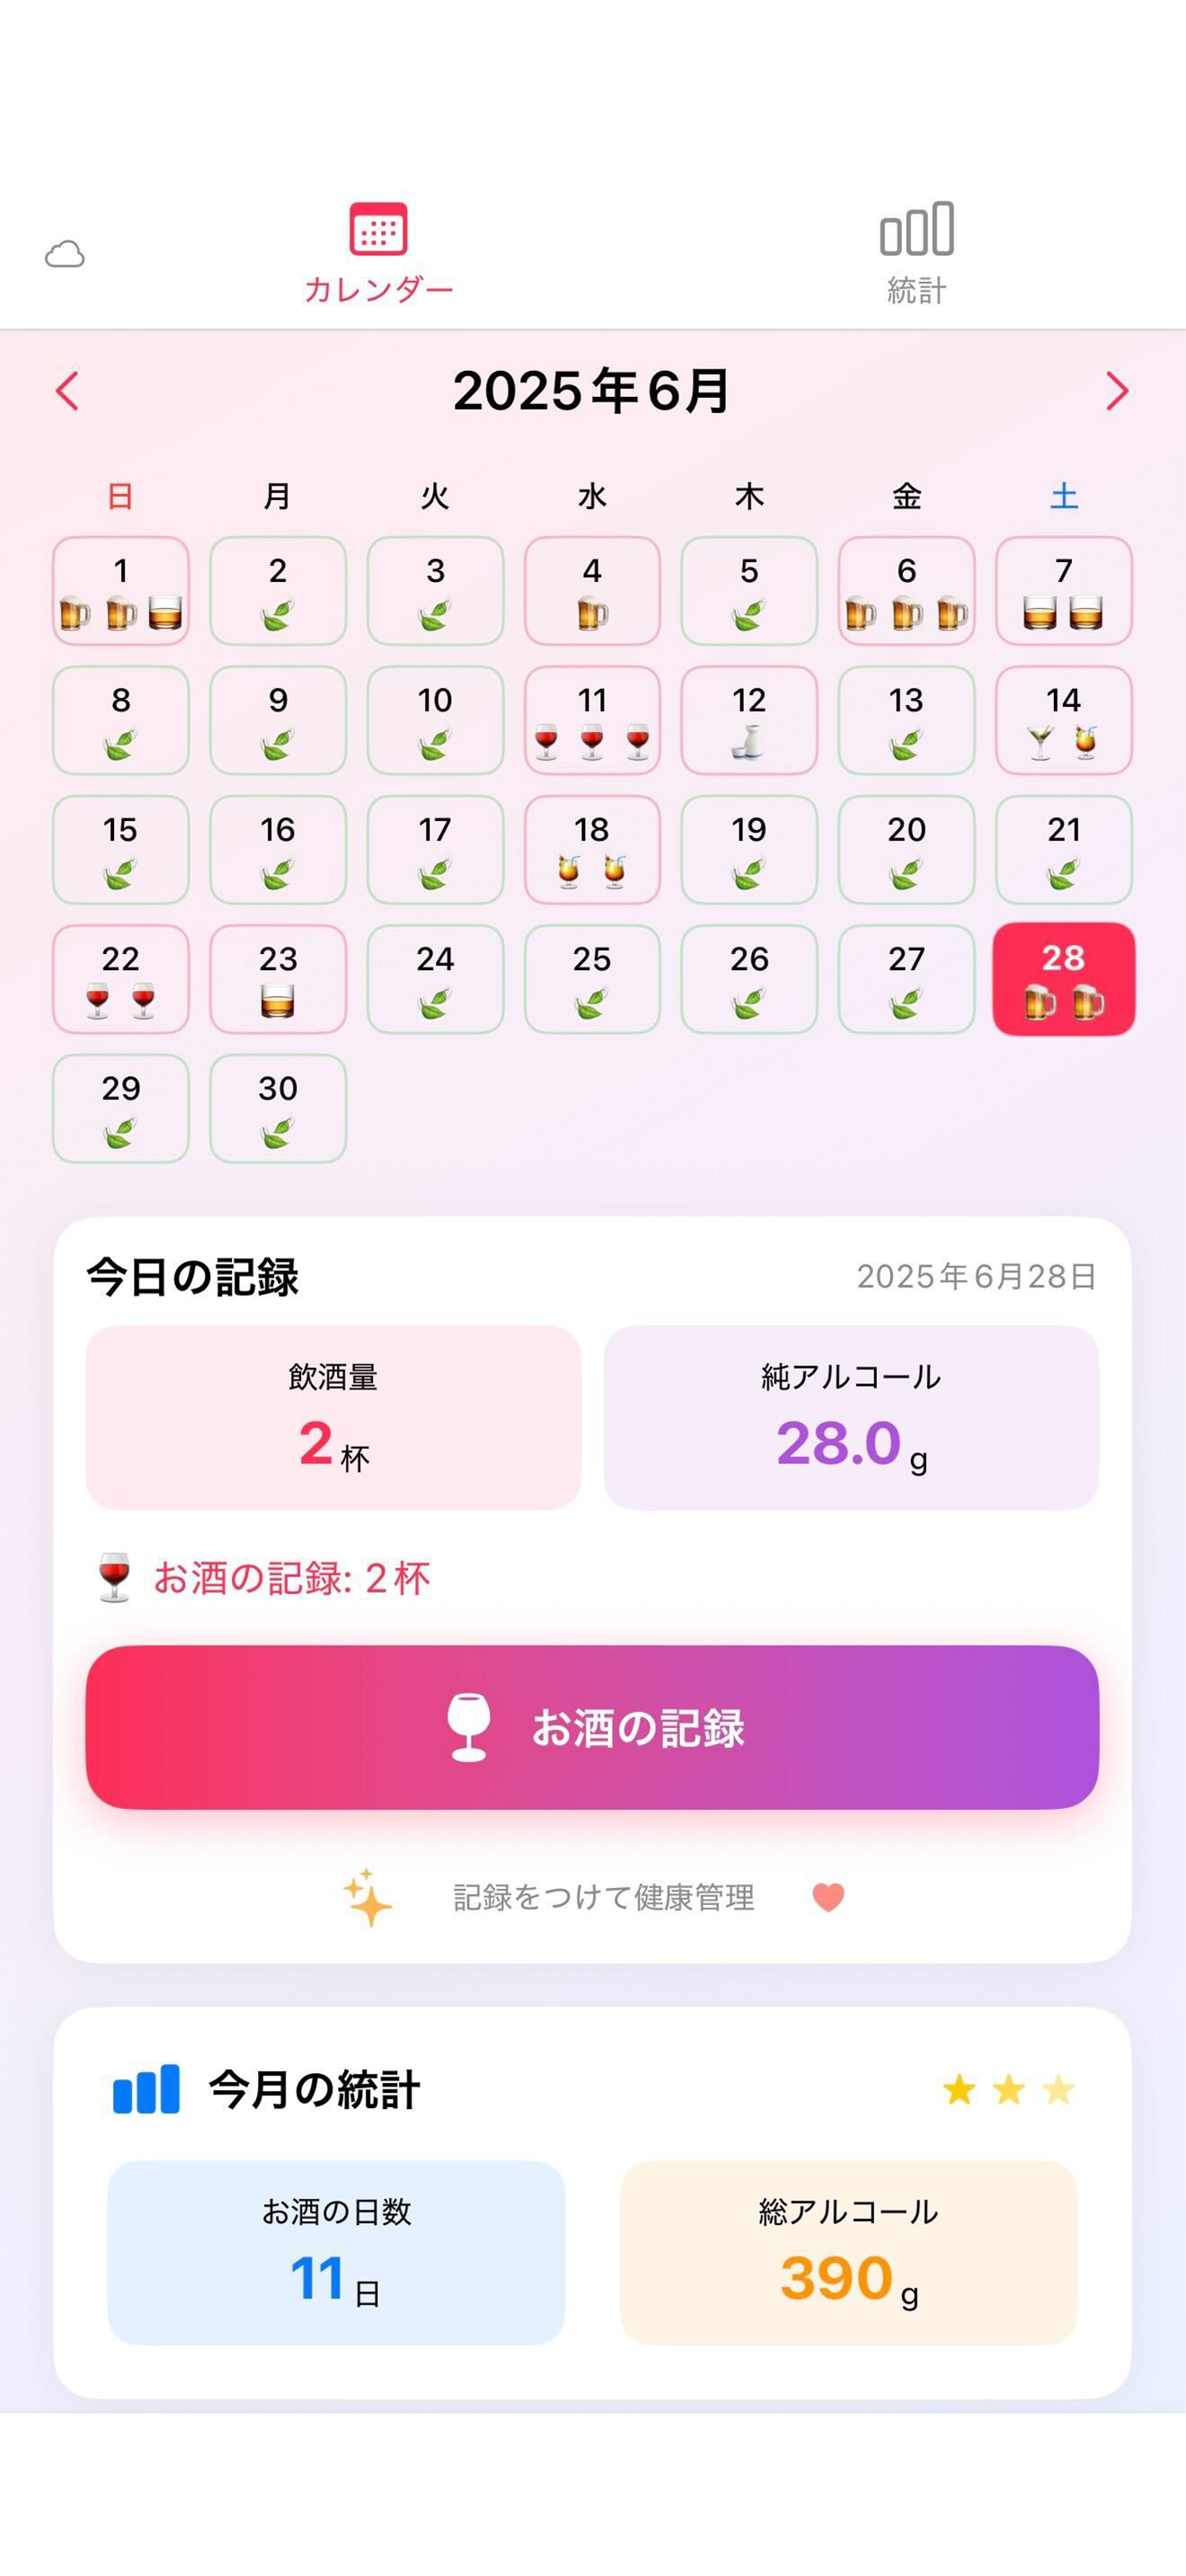 カレンダー
統計
2025年6月
日 月 火 水 木 金 土
1 2 3 4 5 6 7
8 9 10 11 12 13 14
15 16 17 18 19 20 21
22 23 24 25 26 27 28
29 30
今日の記録
2025年6月28日
飲酒量
2杯
純アルコール
28.0 g
お酒の記録: 2杯
お酒の記録
記録をつけて健康管理
今月の統計
お酒の日数
11日
総アルコール
390 g